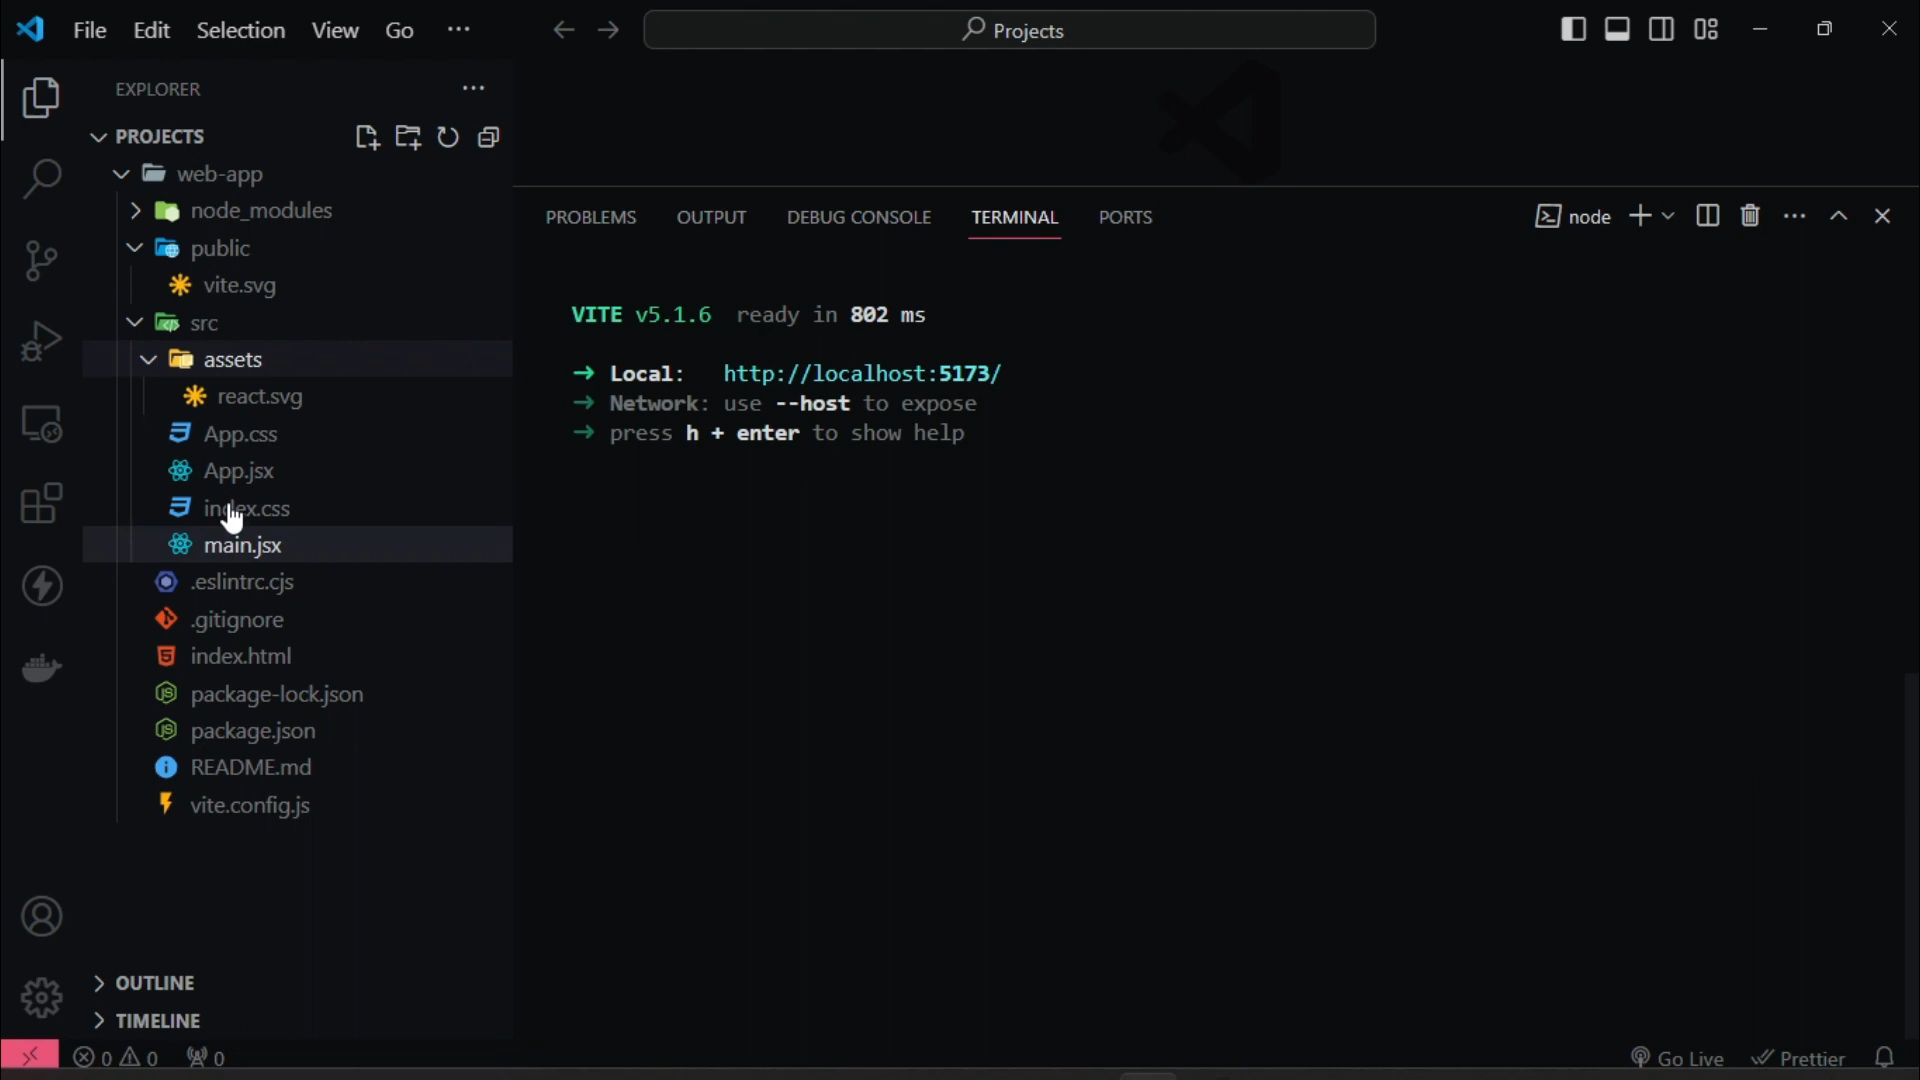 File Edit Selection View Go ··· Projects
EXPLORER ···
PROJECTS
web-app
node_modules
public
vite.svg
src
assets
react.svg
App.css
App.jsx
index.css
main.jsx
.eslintrc.cjs
.gitignore
index.html
package-lock.json
package.json
README.md
vite.config.js
OUTLINE
TIMELINE
PROBLEMS OUTPUT DEBUG CONSOLE TERMINAL PORTS node
VITE v5.1.6 ready in 802 ms
➜ Local: http://localhost:5173/
➜ Network: use --host to expose
➜ press h + enter to show help
0 0 0 Go Live Prettier